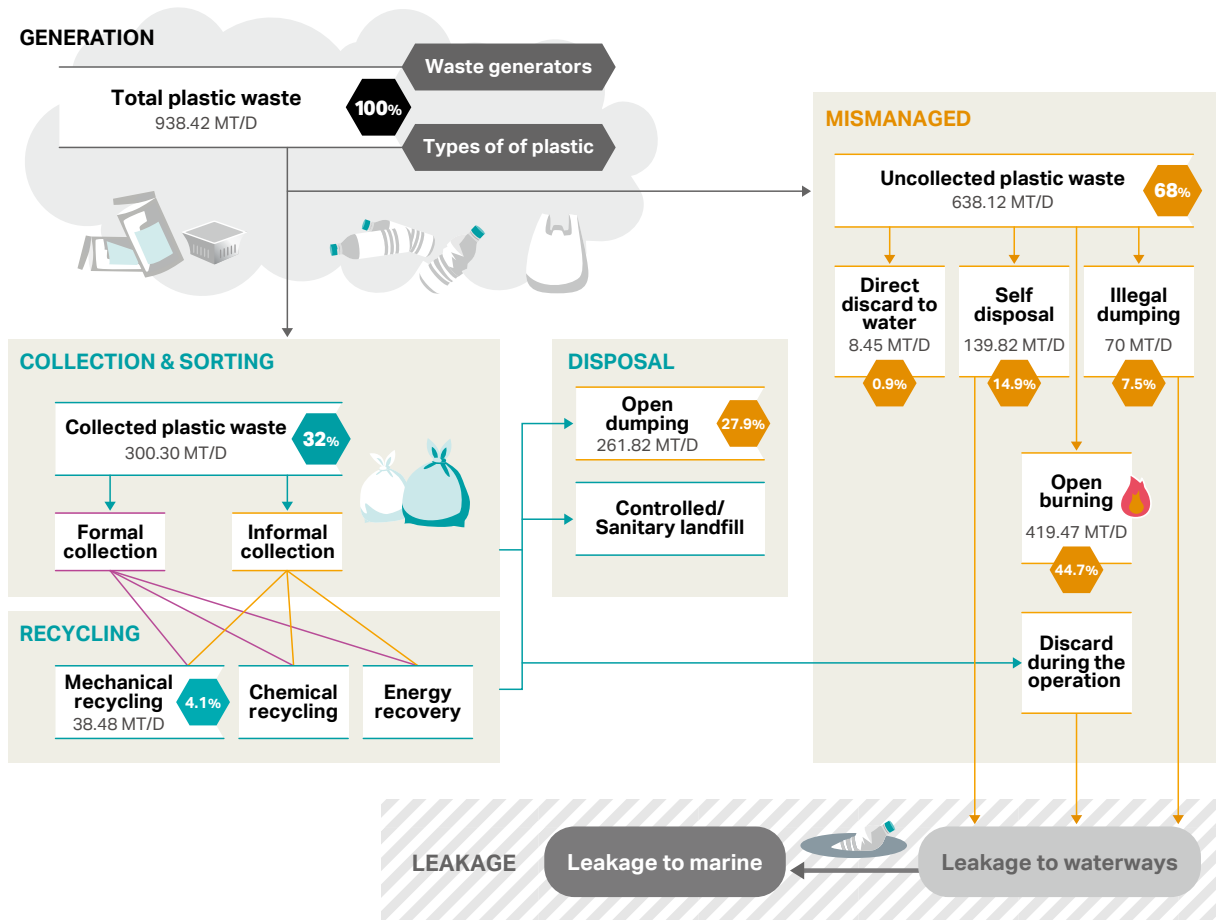 GENERATION
Waste generators
Total plastic waste
938.42 MT/D
100%
Types of of plastic
MISMANAGED
Uncollected plastic waste
638.12 MT/D
68%
Direct
discard to
water
8.45 MT/D
0.9%
Self
disposal
139.82 MT/D
14.9%
Illegal
dumping
70 MT/D
7.5%
Open
burning
419.47 MT/D
44.7%
Discard
during the
operation
COLLECTION & SORTING
Collected plastic waste
300.30 MT/D
32%
Formal
collection
Informal
collection
DISPOSAL
Open
dumping
261.82 MT/D
27.9%
Controlled/
Sanitary landfill
RECYCLING
Mechanical
recycling
38.48 MT/D
4.1%
Chemical
recycling
Energy
recovery
LEAKAGE
Leakage to marine
Leakage to waterways